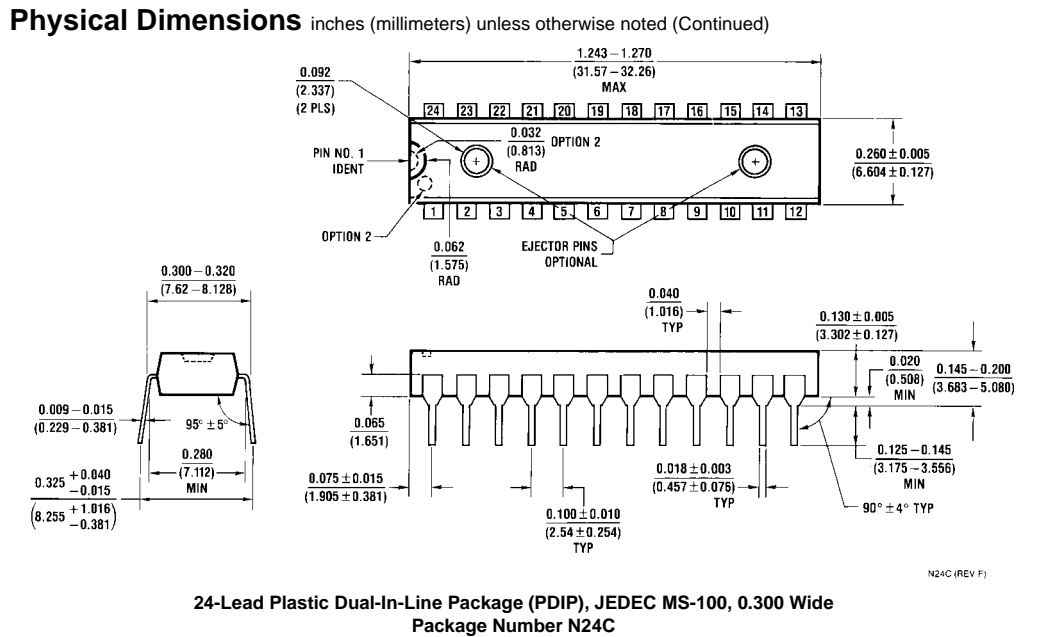 Physical Dimensions inches (millimeters) unless otherwise noted (Continued)
1.243 – 1.270
(31.57 – 32.26)
MAX
0.092
(2.337)
(2 PLS)
24 23 22 21 20 19 18 17 16 15 14 13
0.032
(0.813)
RAD
OPTION 2
PIN NO. 1
IDENT
0.260 ± 0.005
(6.604 ± 0.127)
1 2 3 4 5 6 7 8 9 10 11 12
OPTION 2
0.062
(1.575)
RAD
EJECTOR PINS
OPTIONAL
0.300 – 0.320
(7.62 – 8.128)
0.040
(1.016)
TYP
0.130 ± 0.005
(3.302 ± 0.127)
0.020
(0.508)
MIN
0.145 – 0.200
(3.683 – 5.080)
0.009 – 0.015
(0.229 – 0.381)
95° ± 5°
0.065
(1.651)
0.280
(7.112)
MIN
0.125 – 0.145
(3.175 – 3.556)
MIN
0.325 + 0.040
– 0.015
(8.255 + 1.016
– 0.381)
0.075 ± 0.015
(1.905 ± 0.381)
0.018 ± 0.003
(0.457 ± 0.076)
TYP
0.100 ± 0.010
(2.54 ± 0.254)
TYP
90° ± 4° TYP
N24C (REV F)
24-Lead Plastic Dual-In-Line Package (PDIP), JEDEC MS-100, 0.300 Wide
Package Number N24C